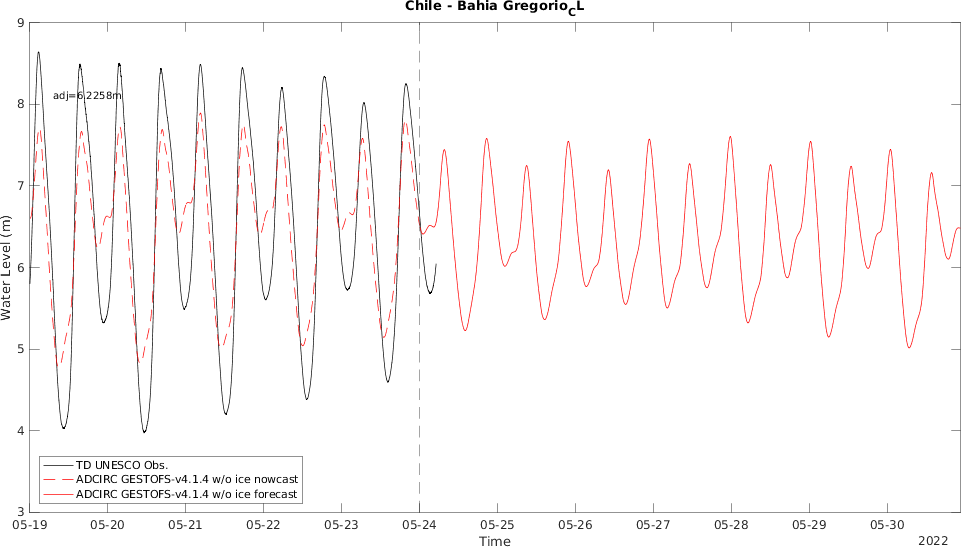 Chile - Bahia Gregorio_CL
adj=6.2258m
Water Level (m)
9
8
7
6
5
4
3
TD UNESCO Obs.
ADCIRC GESTOFS-v4.1.4 w/o ice nowcast
ADCIRC GESTOFS-v4.1.4 w/o ice forecast
05-19 05-20 05-21 05-22 05-23 05-24 05-25 05-26 05-27 05-28 05-29 05-30
Time
2022